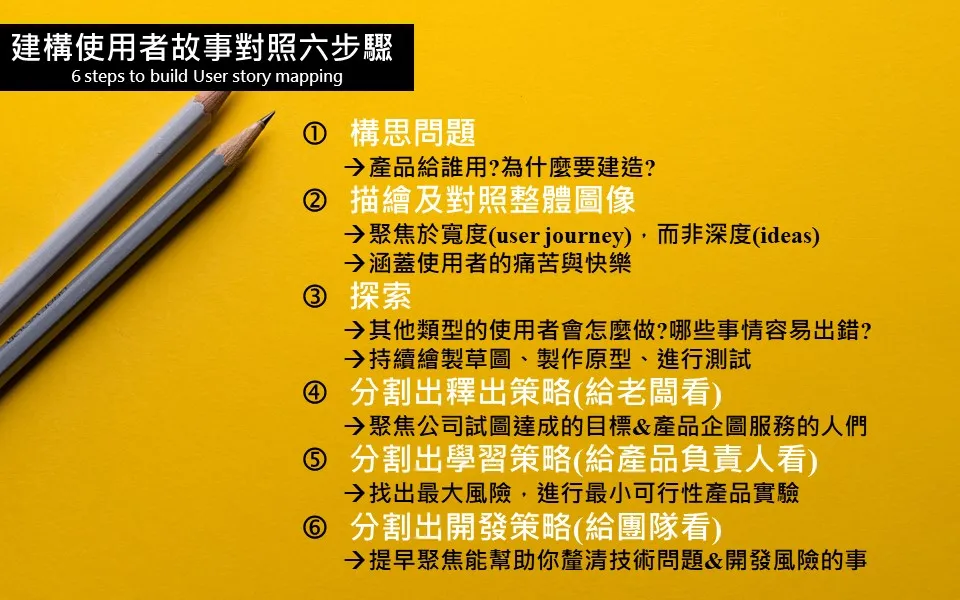 建構使用者故事對照六步驟
6 steps to build User story mapping
① 構思問題
→產品給誰用?為什麼要建造?
② 描繪及對照整體圖像
→聚焦於寬度(user journey)，而非深度(ideas)
→涵蓋使用者的痛苦與快樂
③ 探索
→其他類型的使用者會怎麼做?哪些事情容易出錯?
→持續繪製草圖、製作原型、進行測試
④ 分割出釋出策略(給老闆看)
→聚焦公司試圖達成的目標&產品企圖服務的人們
⑤ 分割出學習策略(給產品負責人看)
→找出最大風險，進行最小可行性產品實驗
⑥ 分割出開發策略(給團隊看)
→提早聚焦能幫助你釐清技術問題&開發風險的事